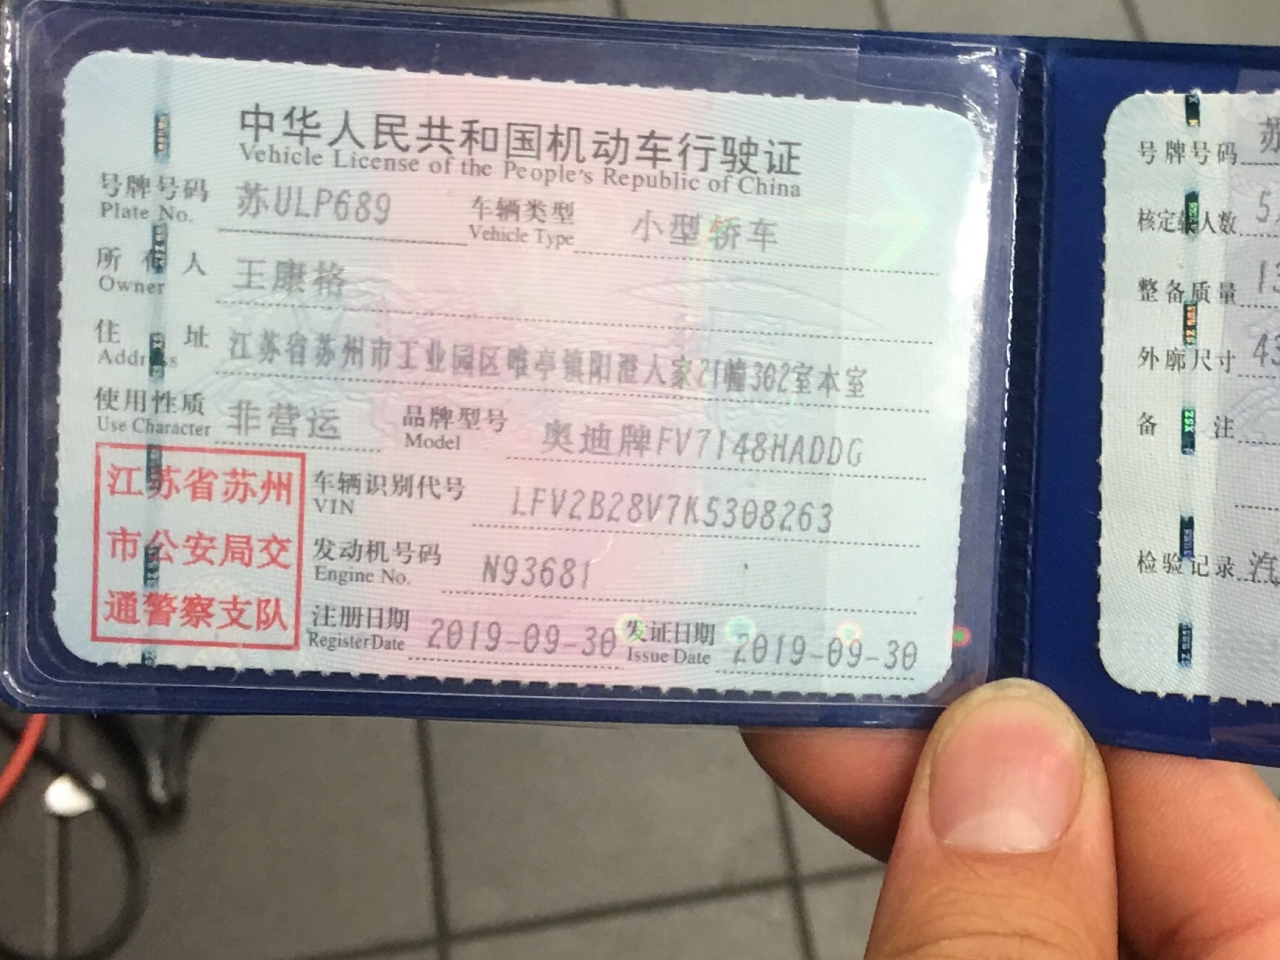 中华人民共和国机动车行驶证
Vehicle License of the People's Republic of China
号牌号码 苏ULP689 车辆类型 小型轿车
Plate No. Vehicle Type
所有人 王康格
Owner
住址 江苏省苏州市工业园区唯亭镇阳澄人家21幢302室本室
Address
使用性质 非营运 品牌型号 奥迪牌FV7148HADDG
Use Character Model
江苏省苏州
市公安局交
通警察支队
车辆识别代号 LFV2B28V7K5308263
VIN
发动机号码 N93681
Engine No.
注册日期 2019-09-30 发证日期 2019-09-30
Register Date Issue Date
号牌号码 苏
核定载人数 5
整备质量 13
外廓尺寸 43
备注
检验记录 汽